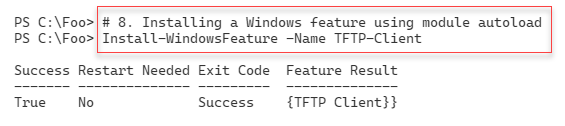 PS C:\Foo> # 8. Installing a Windows feature using module autoload
PS C:\Foo> Install-WindowsFeature -Name TFTP-Client
Success Restart Needed Exit Code  Feature Result
------- -------------- ---------  --------------
True    No             Success    {TFTP Client}}